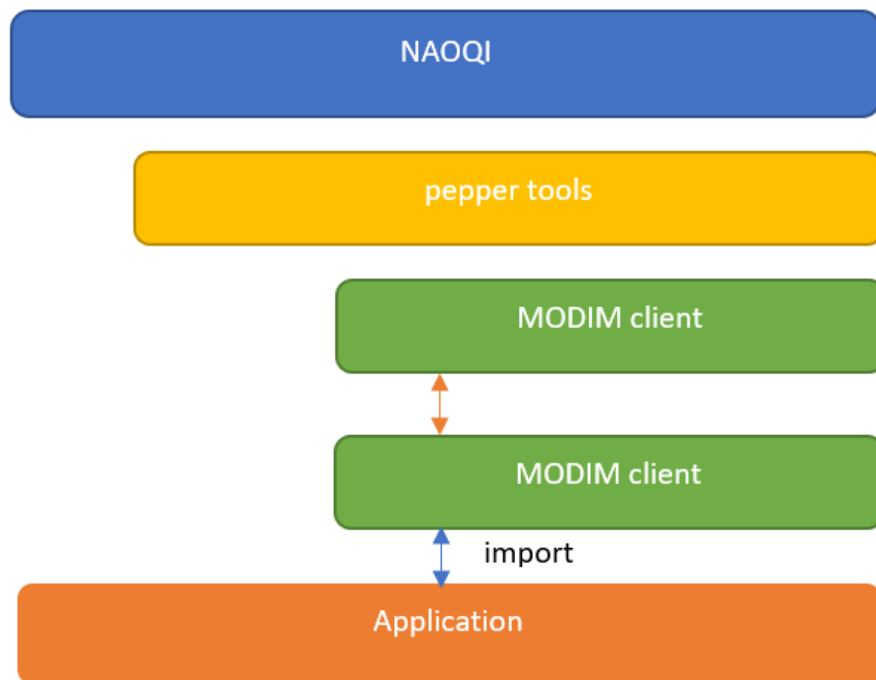 NAOQI
pepper tools
MODIM client
MODIM client
import
Application